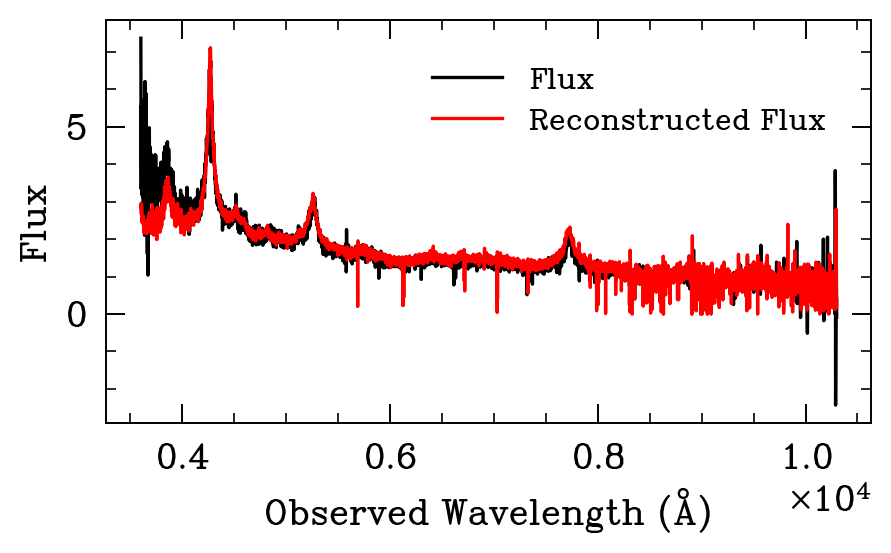 Flux
Reconstructed Flux
Flux
5
0
0.4 0.6 0.8 1.0
×10⁴
Observed Wavelength (Å)